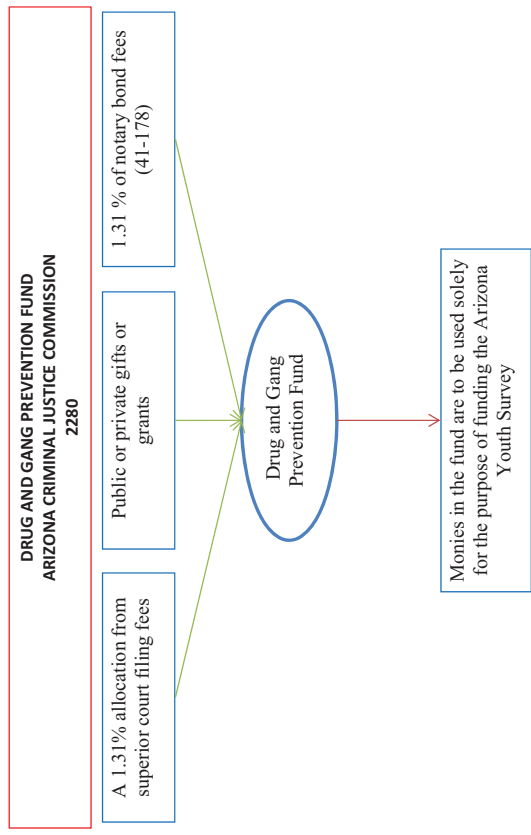 DRUG AND GANG PREVENTION FUND
ARIZONA CRIMINAL JUSTICE COMMISSION
2280
A 1.31% allocation from
superior court filing fees
Public or private gifts or
grants
1.31 % of notary bond fees
(41-178)
Drug and Gang
Prevention Fund
Monies in the fund are to be used solely
for the purpose of funding the Arizona
Youth Survey